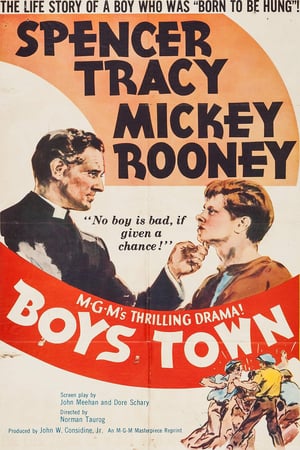 THE LIFE STORY OF A BOY WHO WAS "BORN TO BE HUNG"!
SPENCER
TRACY
MICKEY
ROONEY
"No boy is bad, if
given a
chance!"
M-G-M's THRILLING DRAMA!
BOYS TOWN
Screen play by
John Meehan and Dore Schary
Directed by
Norman Taurog
Produced by John W. Considine, Jr. An M-G-M Masterpiece Reprint